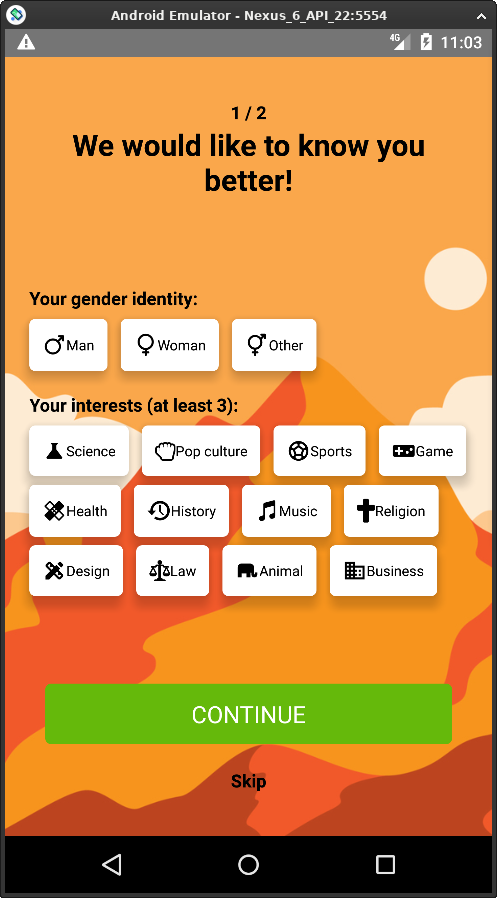 Android Emulator - Nexus_6_API_22:5554
4G 11:03
1 / 2
We would like to know you
better!
Your gender identity:
Man Woman Other
Your interests (at least 3):
Science Pop culture Sports Game
Health History Music Religion
Design Law Animal Business
CONTINUE
Skip